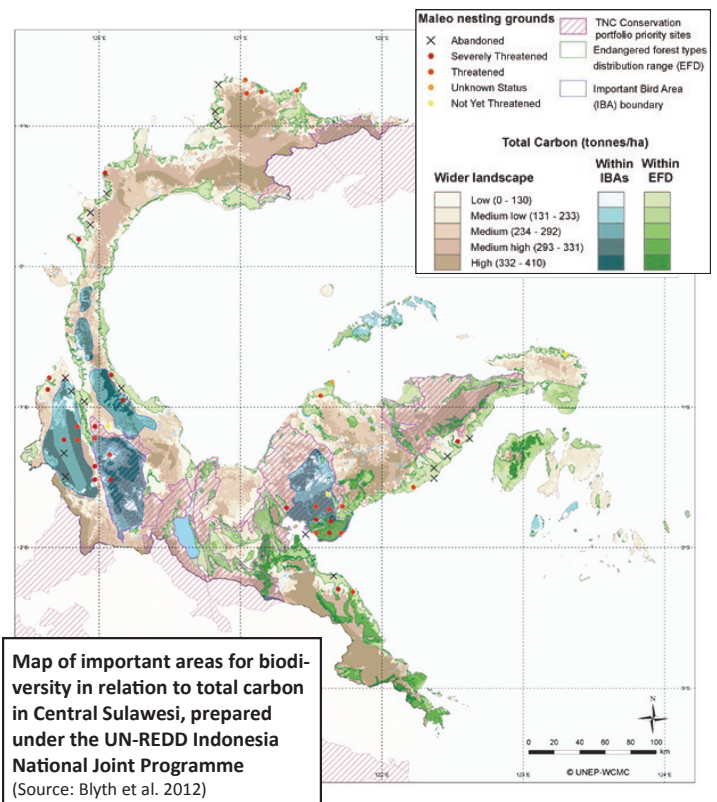 Maleo nesting grounds
Abandoned
Severely Threatened
Threatened
Unknown Status
Not Yet Threatened
TNC Conservation
portfolio priority sites
Endangered forest types
distribution range (EFD)
Important Bird Area
(IBA) boundary
Total Carbon (tonnes/ha)
Wider landscape
Within
IBAs
Within
EFD
Low (0 - 130)
Medium low (131 - 233)
Medium (234 - 292)
Medium high (293 - 331)
High (332 - 410)
Map of important areas for biodi-
versity in relation to total carbon
in Central Sulawesi, prepared
under the UN-REDD Indonesia
National Joint Programme
(Source: Blyth et al. 2012)
N
0 20 40 60 80 100
km
© UNEP-WCMC
122°E
123°E
124°E